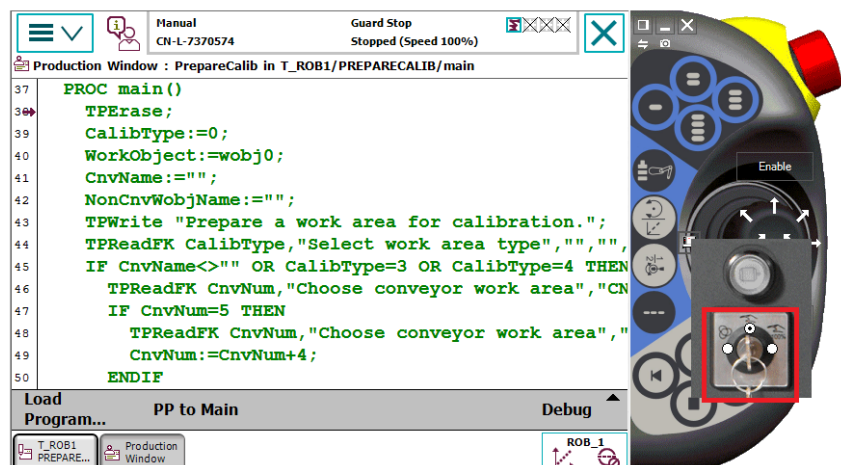 Manual
Guard Stop
CN-L-7370574
Stopped (Speed 100%)
Production Window : PrepareCalib in T_ROB1/PREPARECALIB/main
37 PROC main()
38 TPErase;
39 CalibType:=0;
40 WorkObject:=wobj0;
41 CnvName:="";
42 NonCnvWobjName:="";
43 TPWrite "Prepare a work area for calibration.";
44 TPReadFK CalibType,"Select work area type","","",
45 IF CnvName<>"" OR CalibType=3 OR CalibType=4 THEN
46 TPReadFK CnvNum,"Choose conveyor work area","CN
47 IF CnvNum=5 THEN
48 TPReadFK CnvNum,"Choose conveyor work area","
49 CnvNum:=CnvNum+4;
50 ENDIF
Load
Program...
PP to Main
Debug
T_ROB1
PREPARE...
Production
Window
ROB_1
Enable